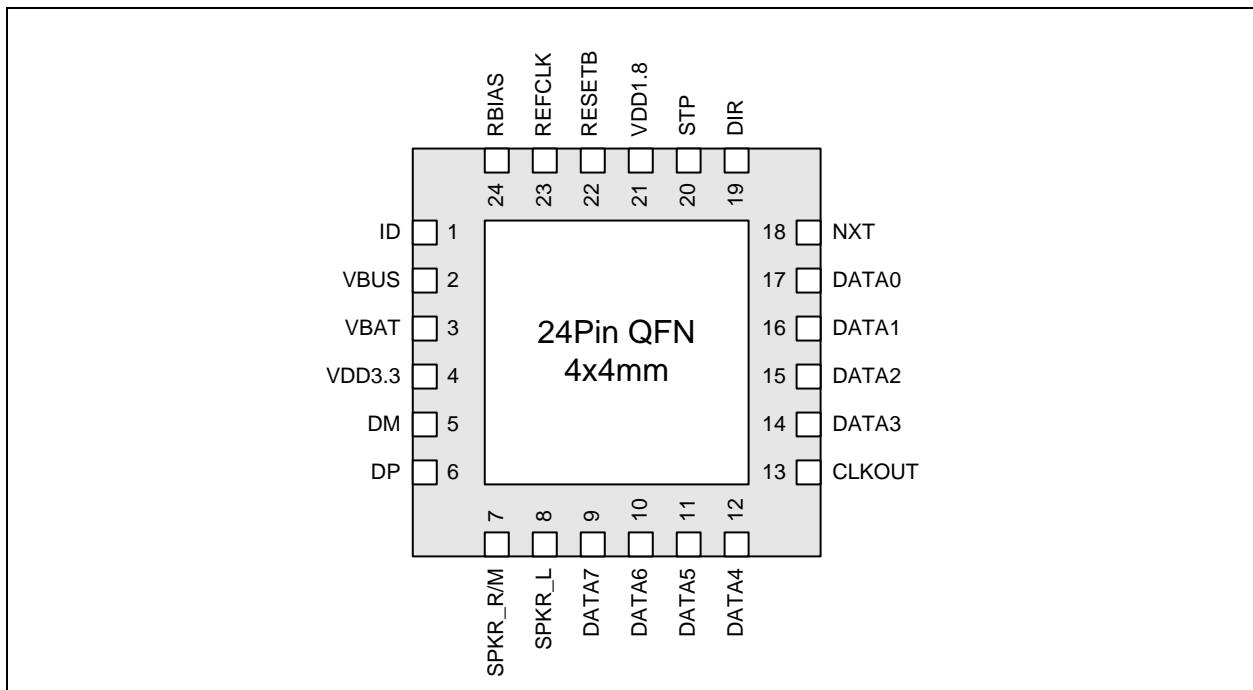 RBIAS
REFCLK
RESETB
VDD1.8
STP
DIR
24
23
22
21
20
19
ID 1
VBUS 2
VBAT 3
VDD3.3 4
DM 5
DP 6
24Pin QFN
4x4mm
18 NXT
17 DATA0
16 DATA1
15 DATA2
14 DATA3
13 CLKOUT
7
8
9
10
11
12
SPKR_R/M
SPKR_L
DATA7
DATA6
DATA5
DATA4